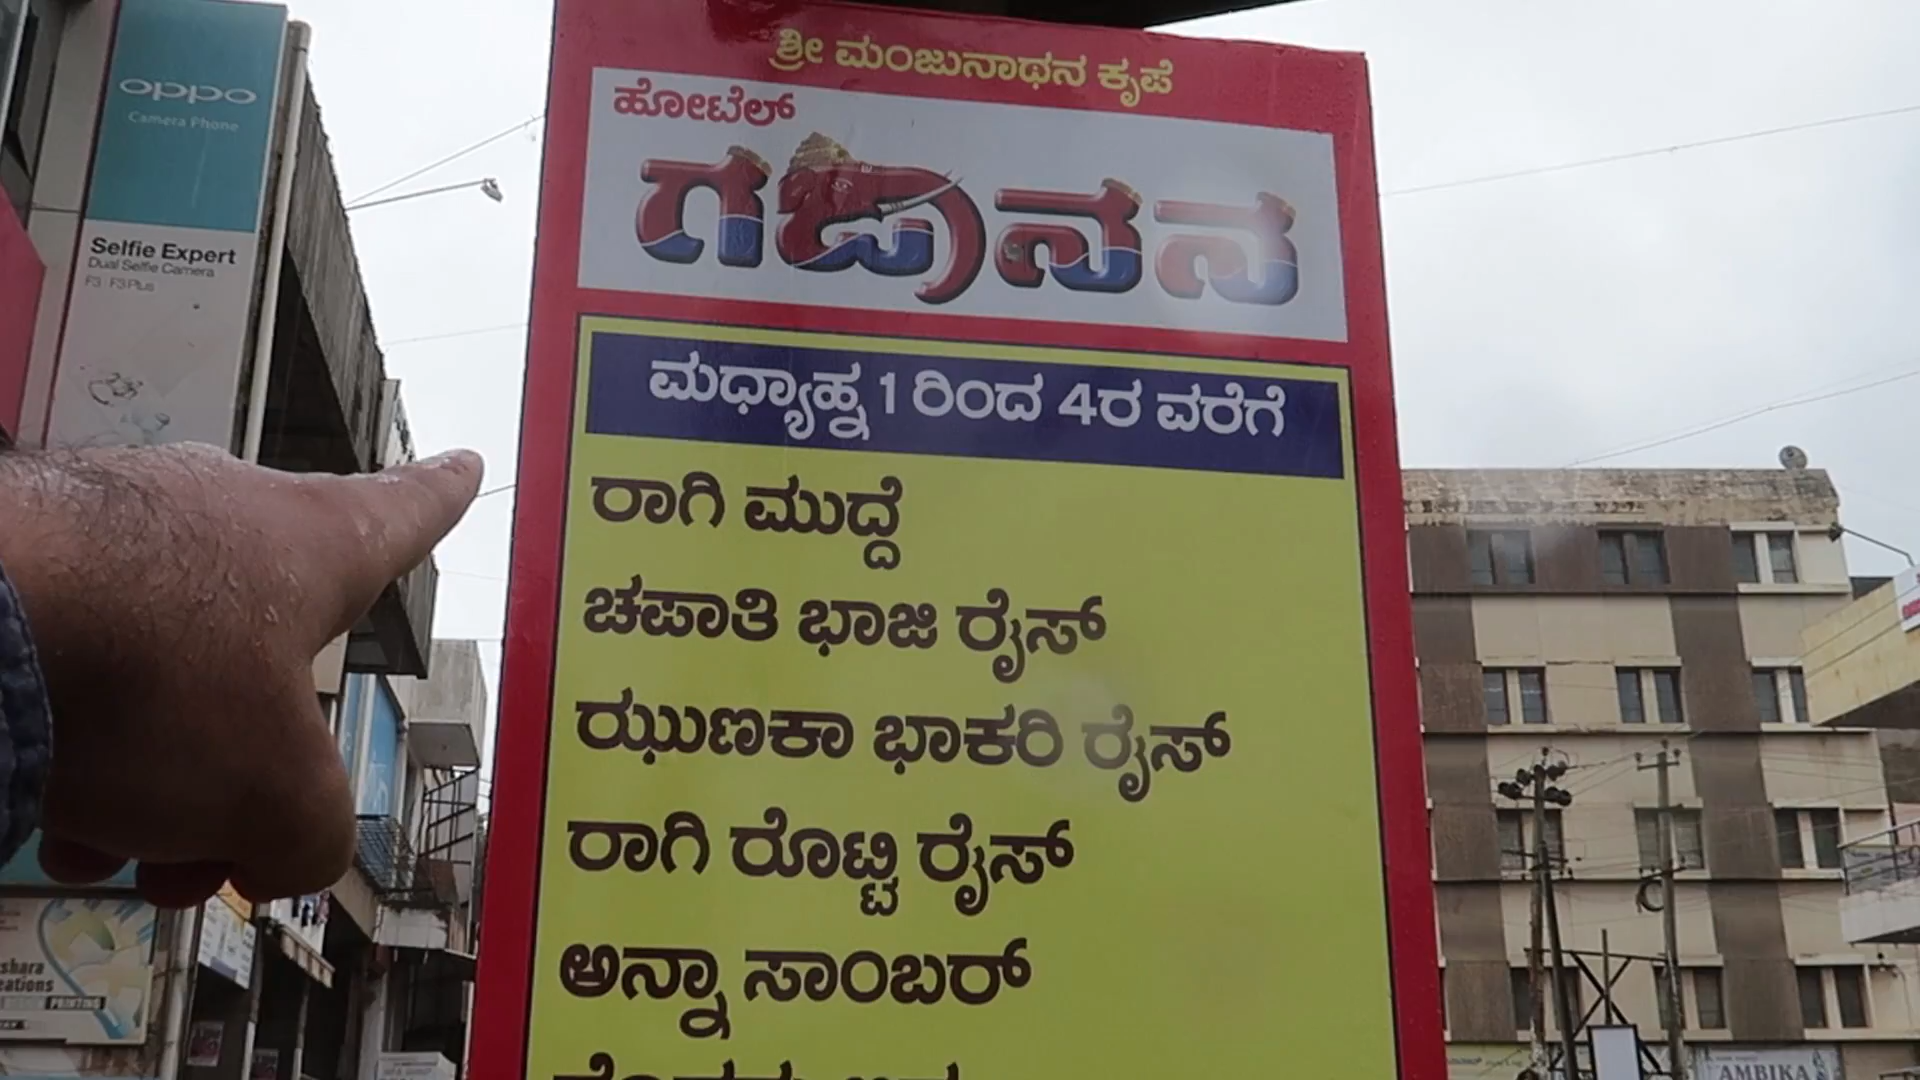 oppo
Camera Phone
Selfie Expert
Dual Selfie Camera
F3 | F3 Plus
ಶ್ರೀ ಮಂಜುನಾಥನ ಕೃಪೆ
ಹೋಟೆಲ್
ಗಜಾನನ
ಮಧ್ಯಾಹ್ನ 1 ರಿಂದ 4ರ ವರೆಗೆ
ರಾಗಿ ಮುದ್ದೆ
ಚಪಾತಿ ಭಾಜಿ ರೈಸ್
ಝುಣಕಾ ಭಾಕರಿ ರೈಸ್
ರಾಗಿ ರೊಟ್ಟಿ ರೈಸ್
ಅನ್ನಾ ಸಾಂಬರ್
PRINTING
AMBIKA